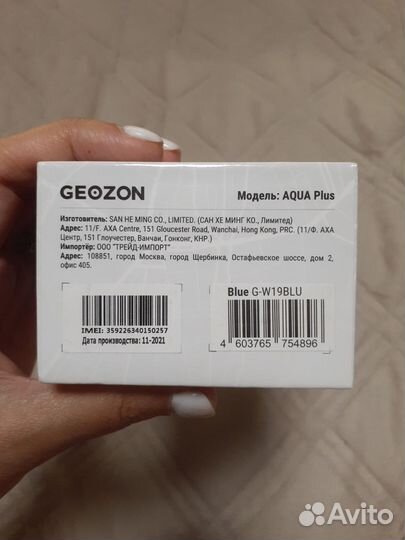 GEOZON
Модель: AQUA Plus
Изготовитель: SAN HE MING CO., LIMITED. (САН ХЕ МИНГ КО., Лимитед)
Адрес: 11/F. AXA Centre, 151 Gloucester Road, Wanchai, Hong Kong, PRC. (11/Ф. АХА
Центр, 151 Глоучестер, Ванчаи, Гонконг, КНР.)
Импортёр: ООО "ТРЕЙД-ИМПОРТ"
Адрес: 108851, город Москва, город Щербинка, Остафьевское шоссе, дом 2,
офис 405.
IMEI: 359226340150257
Дата производства: 11-2021
Blue G-W19BLU
4 603765 754896
Avito